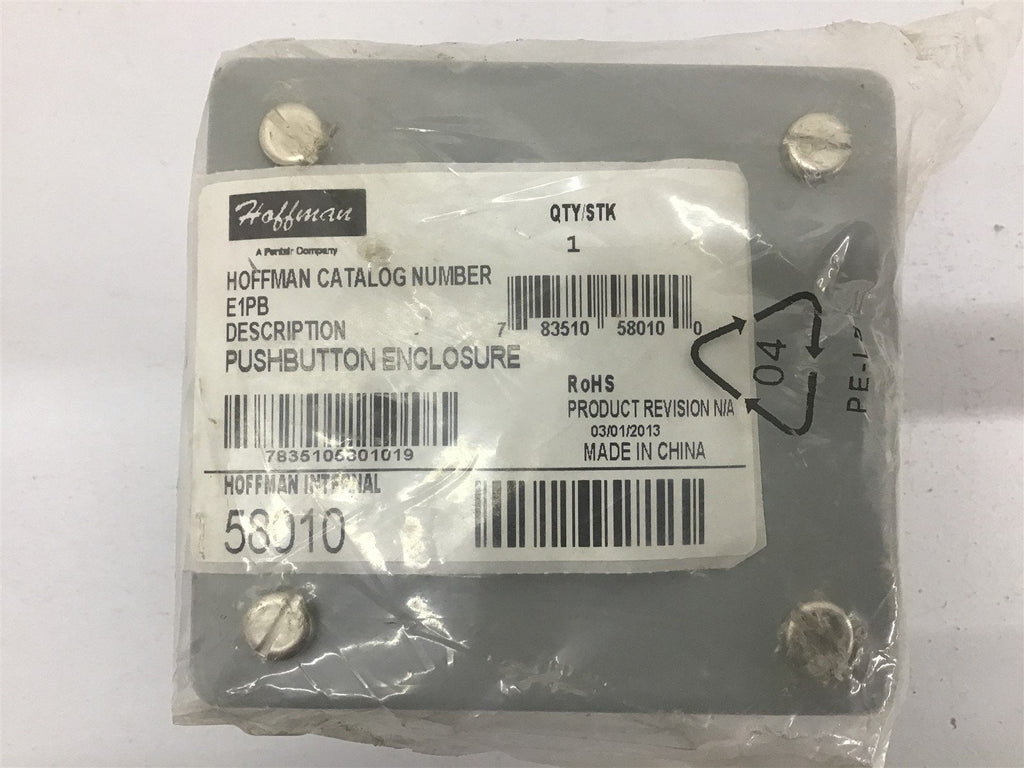 Hoffman
A Pentair Company
QTY/STK
1
HOFFMAN CATALOG NUMBER
E1PB
DESCRIPTION
PUSHBUTTON ENCLOSURE
7 83510 58010 0
RoHS
PRODUCT REVISION N/A
03/01/2013
MADE IN CHINA
7835105301019
HOFFMAN INTERNAL
58010
04